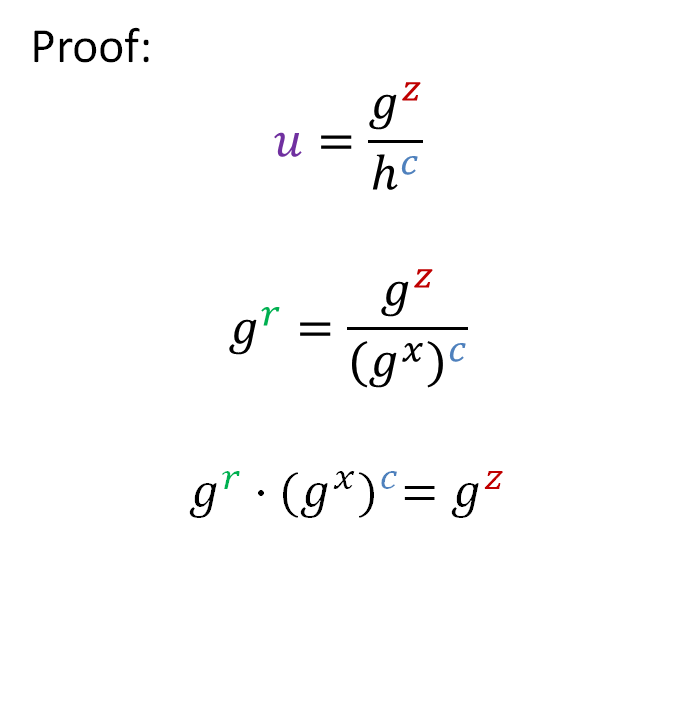 Proof:
u = g^z / h^c
g^r = g^z / (g^x)^c
g^r · (g^x)^c = g^z